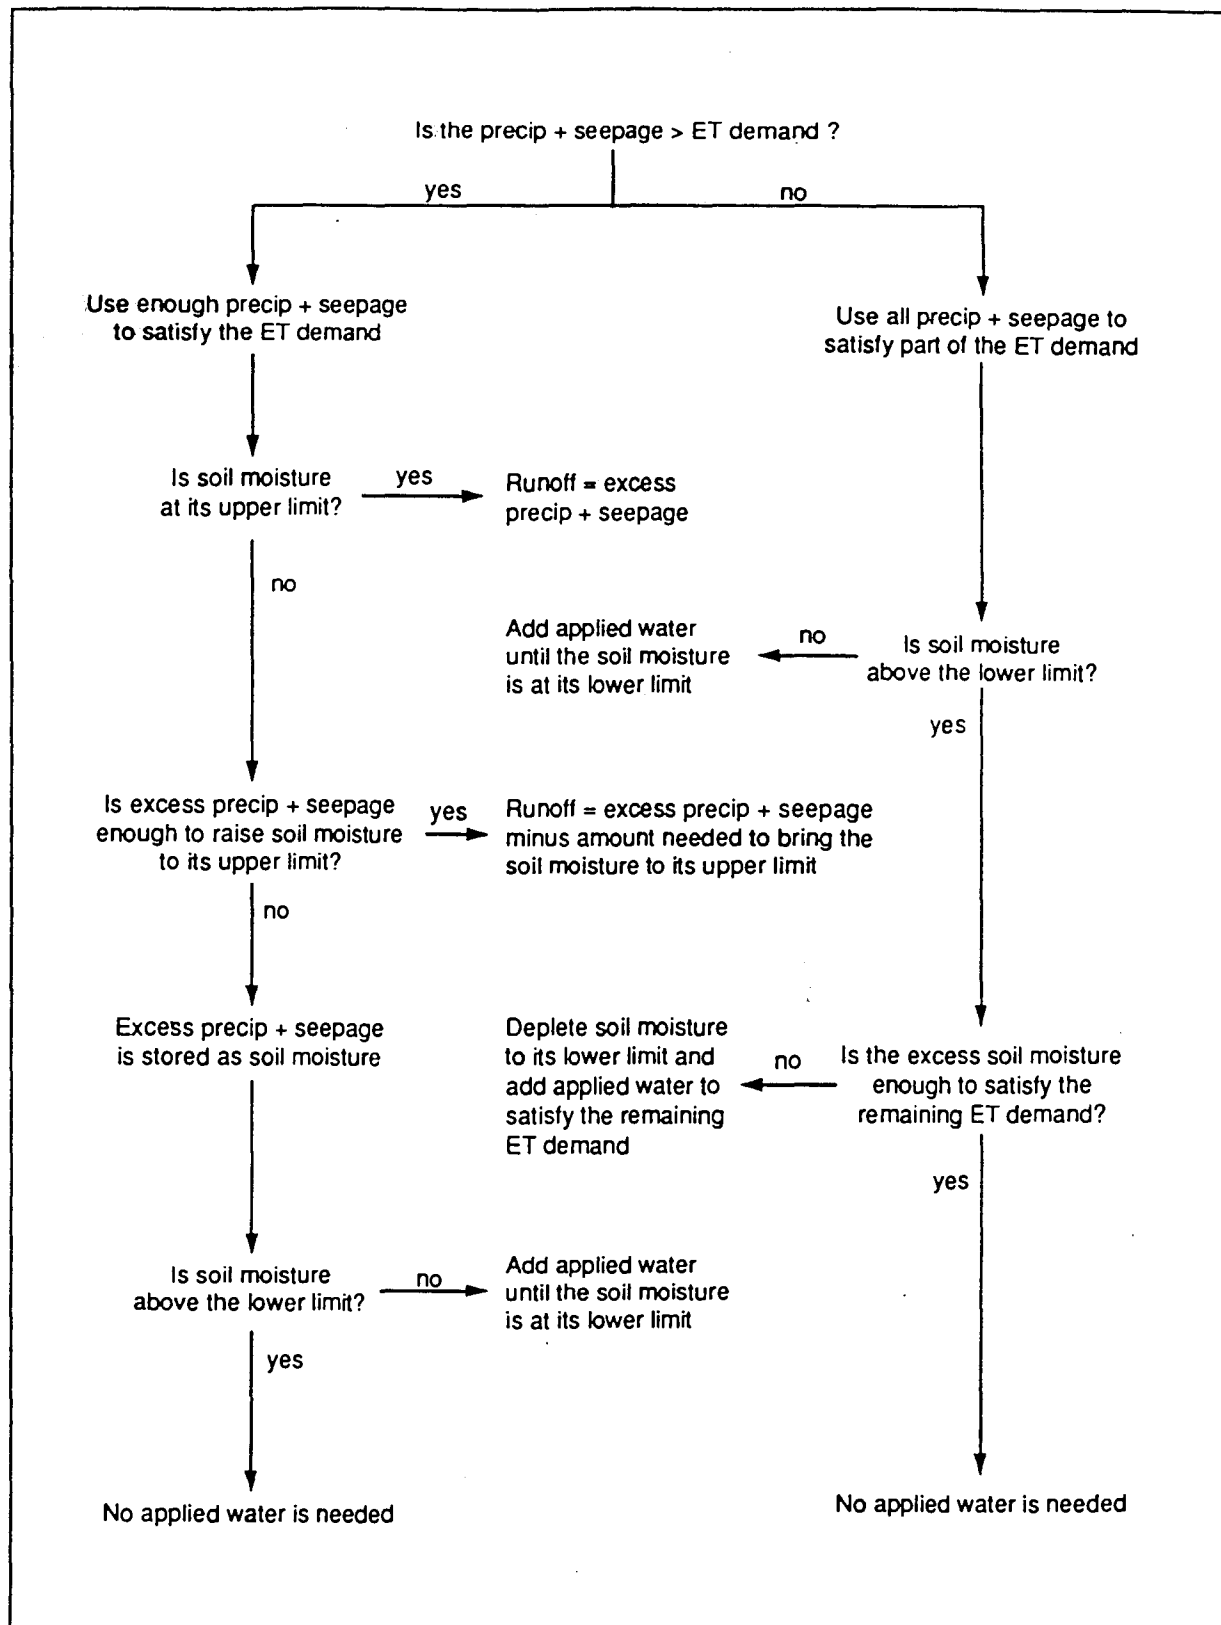 Is the precip + seepage > ET demand ?
yes
no
Use enough precip + seepage
to satisfy the ET demand
Use all precip + seepage to
satisfy part of the ET demand
Is soil moisture
at its upper limit?
yes
Runoff = excess
precip + seepage
no
Add applied water
until the soil moisture
is at its lower limit
no
Is soil moisture
above the lower limit?
yes
Is excess precip + seepage
enough to raise soil moisture
to its upper limit?
yes
Runoff = excess precip + seepage
minus amount needed to bring the
soil moisture to its upper limit
no
Excess precip + seepage
is stored as soil moisture
Deplete soil moisture
to its lower limit and
add applied water to
satisfy the remaining
ET demand
no
Is the excess soil moisture
enough to satisfy the
remaining ET demand?
yes
Is soil moisture
above the lower limit?
no
Add applied water
until the soil moisture
is at its lower limit
yes
No applied water is needed
No applied water is needed